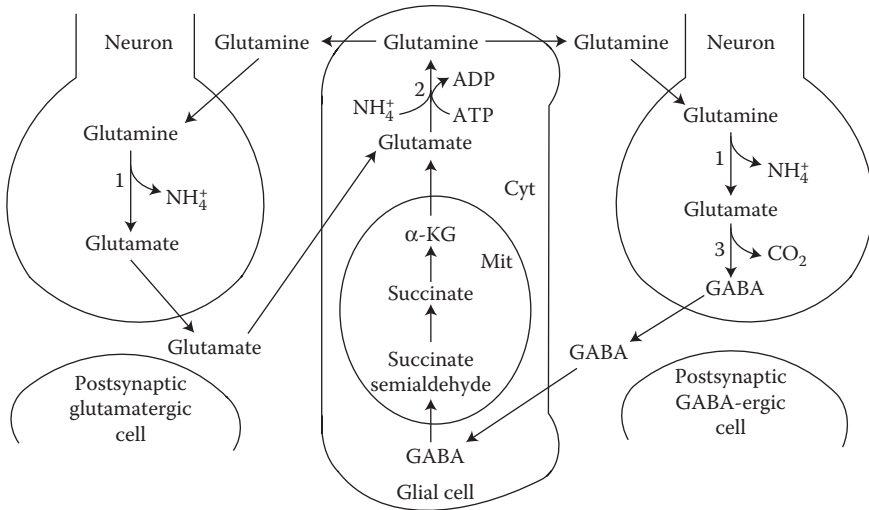 Neuron
Glutamine
Glutamine
1
NH₄⁺
Glutamate
Glutamate
Postsynaptic
glutamatergic
cell
Glutamine
2
ADP
NH₄⁺
ATP
Glutamate
Cyt
α-KG
Mit
Succinate
Succinate
semialdehyde
GABA
Glial cell
Glutamine
Neuron
Glutamine
1
NH₄⁺
Glutamate
3
CO₂
GABA
GABA
Postsynaptic
GABA-ergic
cell